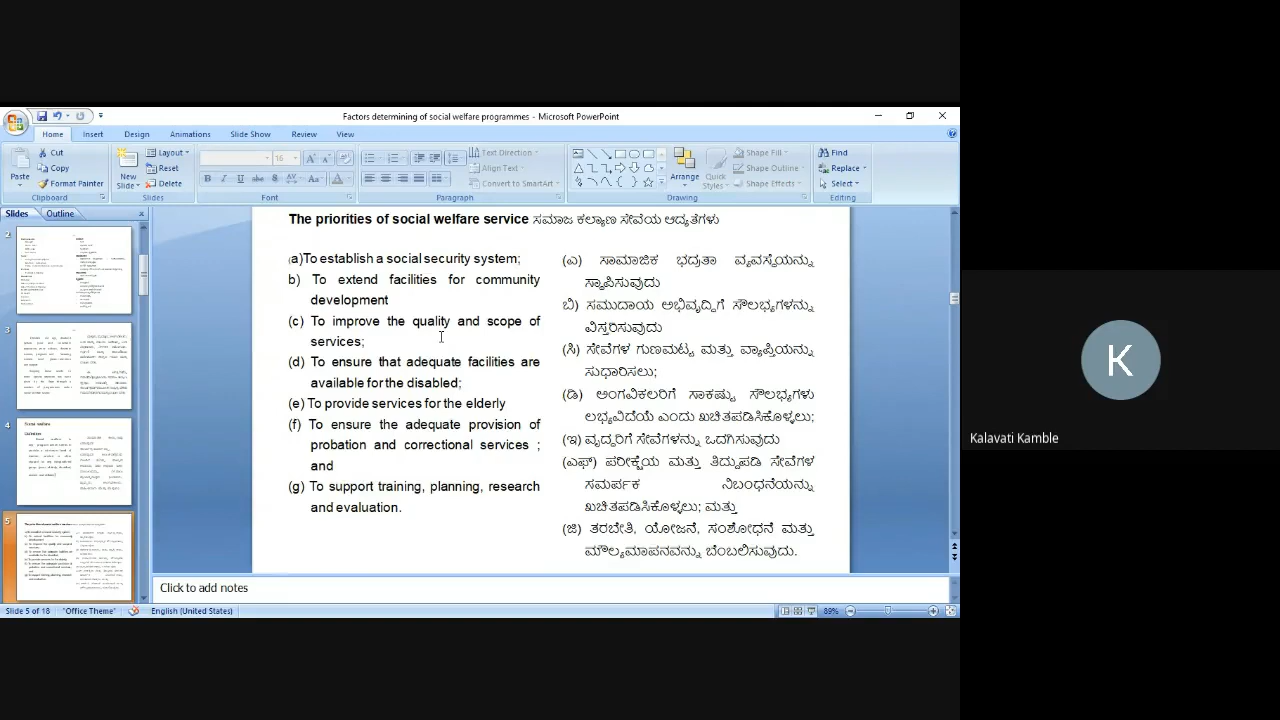 Factors determining of social welfare programmes - Microsoft PowerPoint
Home Insert Design Animations Slide Show Review View
Paste
Cut
Copy
Format Painter
Clipboard
New Slide
Layout
Reset
Delete
Slides
16
Font
Text Direction
Align Text
Convert to SmartArt
Paragraph
Arrange
Quick Styles
Shape Fill
Shape Outline
Shape Effects
Drawing
Find
Replace
Select
Editing
Slides Outline
2
3
4
5
The priorities of social welfare service ಸಮಾಜ ಕಲ್ಯಾಣ ಸೇವೆಯ ಆದ್ಯತೆಗಳು
(a)To establish a social security system
(b) To extend facilities for community
development
(c) To improve the quality and scope of
services;
(d) To ensure that adequate facilities are
available for the disabled;
(e) To provide services for the elderly
(f) To ensure the adequate provision of
probation and correctional services ;
and
(g) To support training, planning, research
and evaluation.
ಸಾಮಾಜಿಕ ಭದ್ರತಾ ವ್ಯವಸ್ಥೆಯನ್ನು
ಸ್ಥಾಪಿಸುವುದು
ಬಿ) ಸಮುದಾಯ ಅಭಿವೃದ್ಧಿಗೆ ಸೌಲಭ್ಯಗಳನ್ನು
ವಿಸ್ತರಿಸುವುದು
(ಸಿ) ಸೇವೆಗಳ ಗುಣಮಟ್ಟ ಮತ್ತು ವ್ಯಾಪ್ತಿಯನ್ನು
ಸುಧಾರಿಸಲು;
(ಡಿ) ಅಂಗವಿಕಲರಿಗೆ ಸಾಕಷ್ಟು ಸೌಲಭ್ಯಗಳು
ಲಭ್ಯವಿದೆಯೆ ಎಂದು ಖಚಿತಪಡಿಸಿಕೊಳ್ಳಲು;
(ಇ) ವೃದ್ಧರಿಗೆ ಸೇವೆಗಳನ್ನು ಒದಗಿಸುವುದು
(ಎಫ್) ಪರೀಕ್ಷೆಯ ಮತ್ತು ತಿದ್ದುಪಡಿ ಸೇವೆಗಳ
ಸಮರ್ಪಕ ನಿಬಂಧನೆಯನ್ನು
ಖಚಿತಪಡಿಸಿಕೊಳ್ಳಲು; ಮತ್ತು
(ಜಿ) ತರಬೇತಿ, ಯೋಜನೆ, ಸಂಶೋಧನೆ ಮತ್ತು
ಮೌಲ್ಯಮಾಪನವನ್ನು ಬೆಂಬಲಿಸಲು
Click to add notes
Slide 5 of 18 "Office Theme" English (United States) 89%
K
Kalavati Kamble